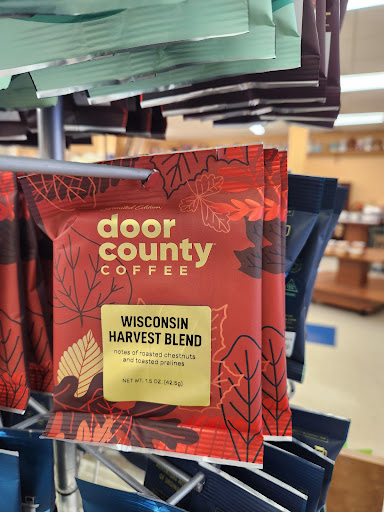 Limited Edition
door
county
COFFEE
WISCONSIN
HARVEST BLEND
notes of roasted chestnuts
and toasted pralines
NET WT. 1.5 OZ. (42.5g)